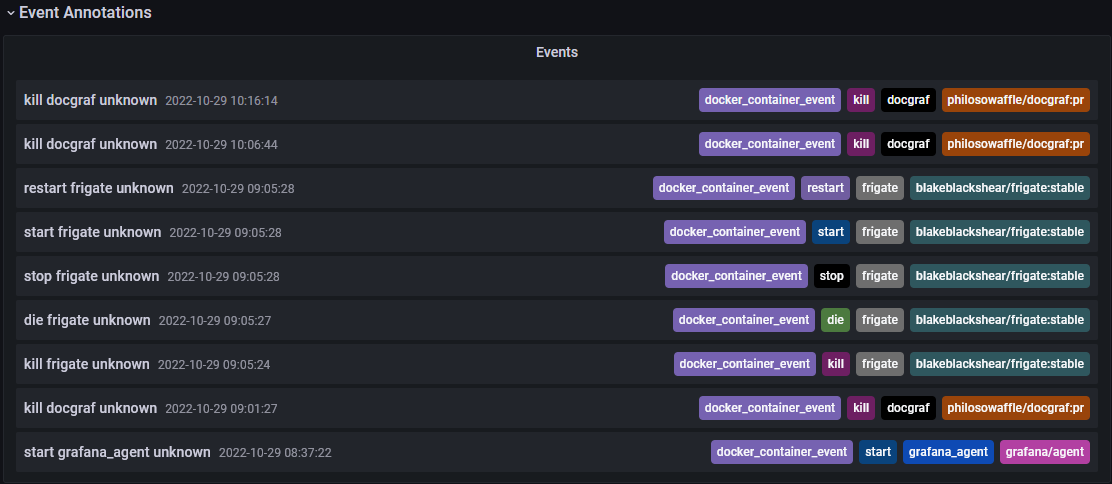 Event Annotations
Events
kill docgraf unknown 2022-10-29 10:16:14 docker_container_event kill docgraf philosowaffle/docgraf:pr
kill docgraf unknown 2022-10-29 10:06:44 docker_container_event kill docgraf philosowaffle/docgraf:pr
restart frigate unknown 2022-10-29 09:05:28 docker_container_event restart frigate blakeblackshear/frigate:stable
start frigate unknown 2022-10-29 09:05:28 docker_container_event start frigate blakeblackshear/frigate:stable
stop frigate unknown 2022-10-29 09:05:28 docker_container_event stop frigate blakeblackshear/frigate:stable
die frigate unknown 2022-10-29 09:05:27 docker_container_event die frigate blakeblackshear/frigate:stable
kill frigate unknown 2022-10-29 09:05:24 docker_container_event kill frigate blakeblackshear/frigate:stable
kill docgraf unknown 2022-10-29 09:01:27 docker_container_event kill docgraf philosowaffle/docgraf:pr
start grafana_agent unknown 2022-10-29 08:37:22 docker_container_event start grafana_agent grafana/agent